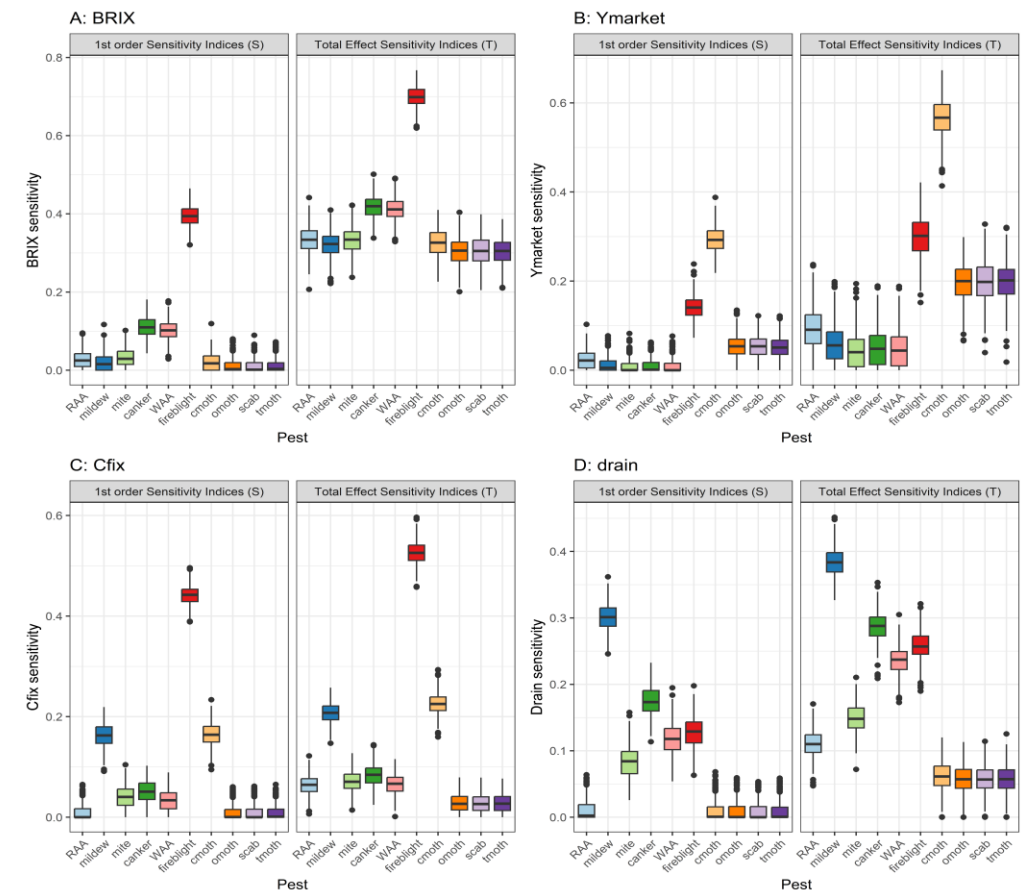 A: BRIX
1st order Sensitivity Indices (S)
Total Effect Sensitivity Indices (T)
0.8
0.6
0.4
0.2
0.0
BRIX sensitivity
RAA
mildew
mite
canker
WAA
fireblight
cmoth
omoth
scab
tmoth
RAA
mildew
mite
canker
WAA
fireblight
cmoth
omoth
scab
tmoth
Pest
B: Ymarket
1st order Sensitivity Indices (S)
Total Effect Sensitivity Indices (T)
0.6
0.4
0.2
0.0
Ymarket sensitivity
RAA
mildew
mite
canker
WAA
fireblight
cmoth
omoth
scab
tmoth
RAA
mildew
mite
canker
WAA
fireblight
cmoth
omoth
scab
tmoth
Pest
C: Cfix
1st order Sensitivity Indices (S)
Total Effect Sensitivity Indices (T)
0.6
0.4
0.2
0.0
Cfix sensitivity
RAA
mildew
mite
canker
WAA
fireblight
cmoth
omoth
scab
tmoth
RAA
mildew
mite
canker
WAA
fireblight
cmoth
omoth
scab
tmoth
Pest
D: drain
1st order Sensitivity Indices (S)
Total Effect Sensitivity Indices (T)
0.4
0.3
0.2
0.1
0.0
Drain sensitivity
RAA
mildew
mite
canker
WAA
fireblight
cmoth
omoth
scab
tmoth
RAA
mildew
mite
canker
WAA
fireblight
cmoth
omoth
scab
tmoth
Pest